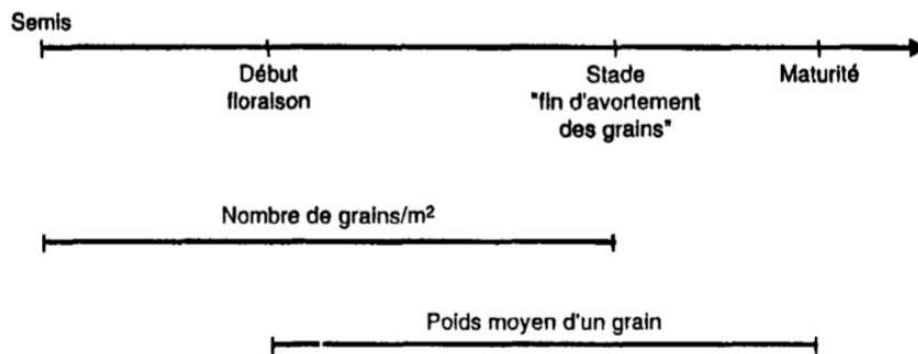 Semis
Début
floraison
Stade
"fin d'avortement
des grains"
Maturité
Nombre de grains/m²
Poids moyen d'un grain